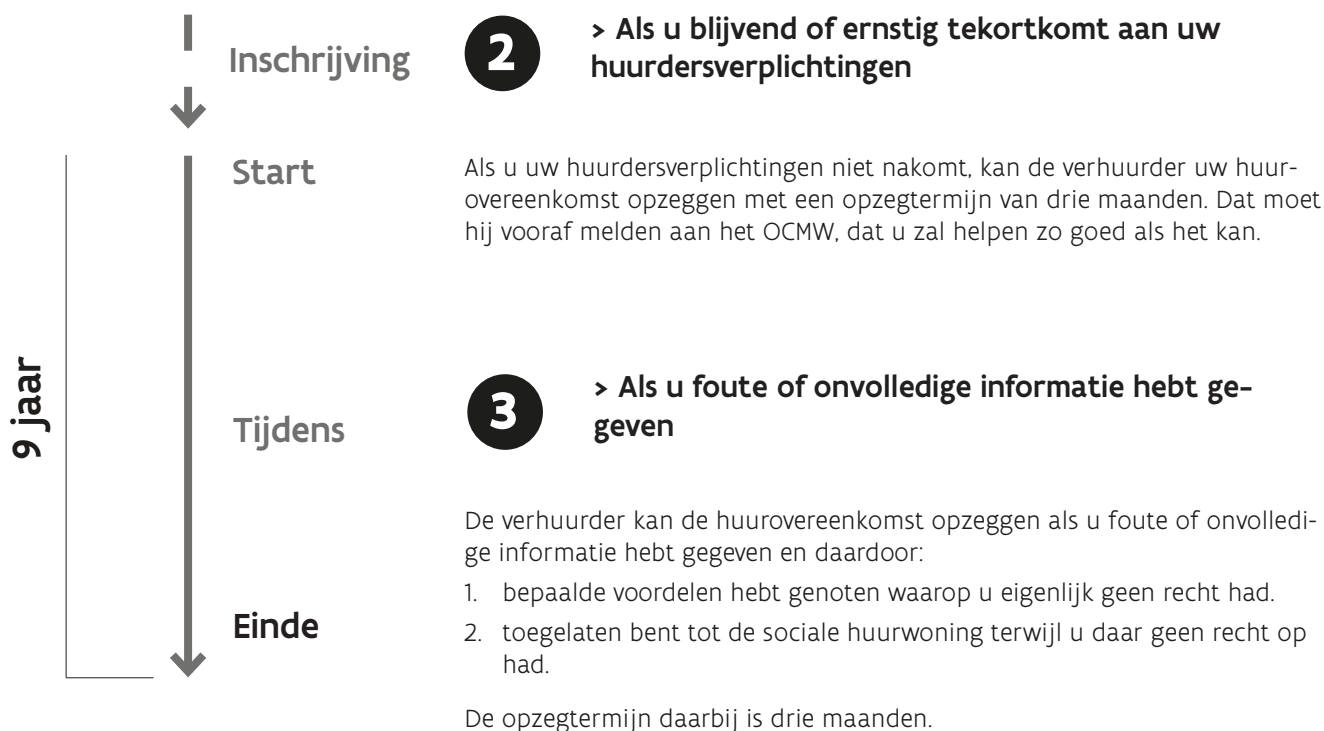 Inschrijving
2
> Als u blijvend of ernstig tekortkomt aan uw
huurdersverplichtingen
Start
Als u uw huurdersverplichtingen niet nakomt, kan de verhuurder uw huur-
overeenkomst opzeggen met een opzegtermijn van drie maanden. Dat moet
hij vooraf melden aan het OCMW, dat u zal helpen zo goed als het kan.
9 jaar
Tijdens
3
> Als u foute of onvolledige informatie hebt ge-
geven
De verhuurder kan de huurovereenkomst opzeggen als u foute of onvolledi-
ge informatie hebt gegeven en daardoor:
1. bepaalde voordelen hebt genoten waarop u eigenlijk geen recht had.
Einde
2. toegelaten bent tot de sociale huurwoning terwijl u daar geen recht op
had.
De opzegtermijn daarbij is drie maanden.